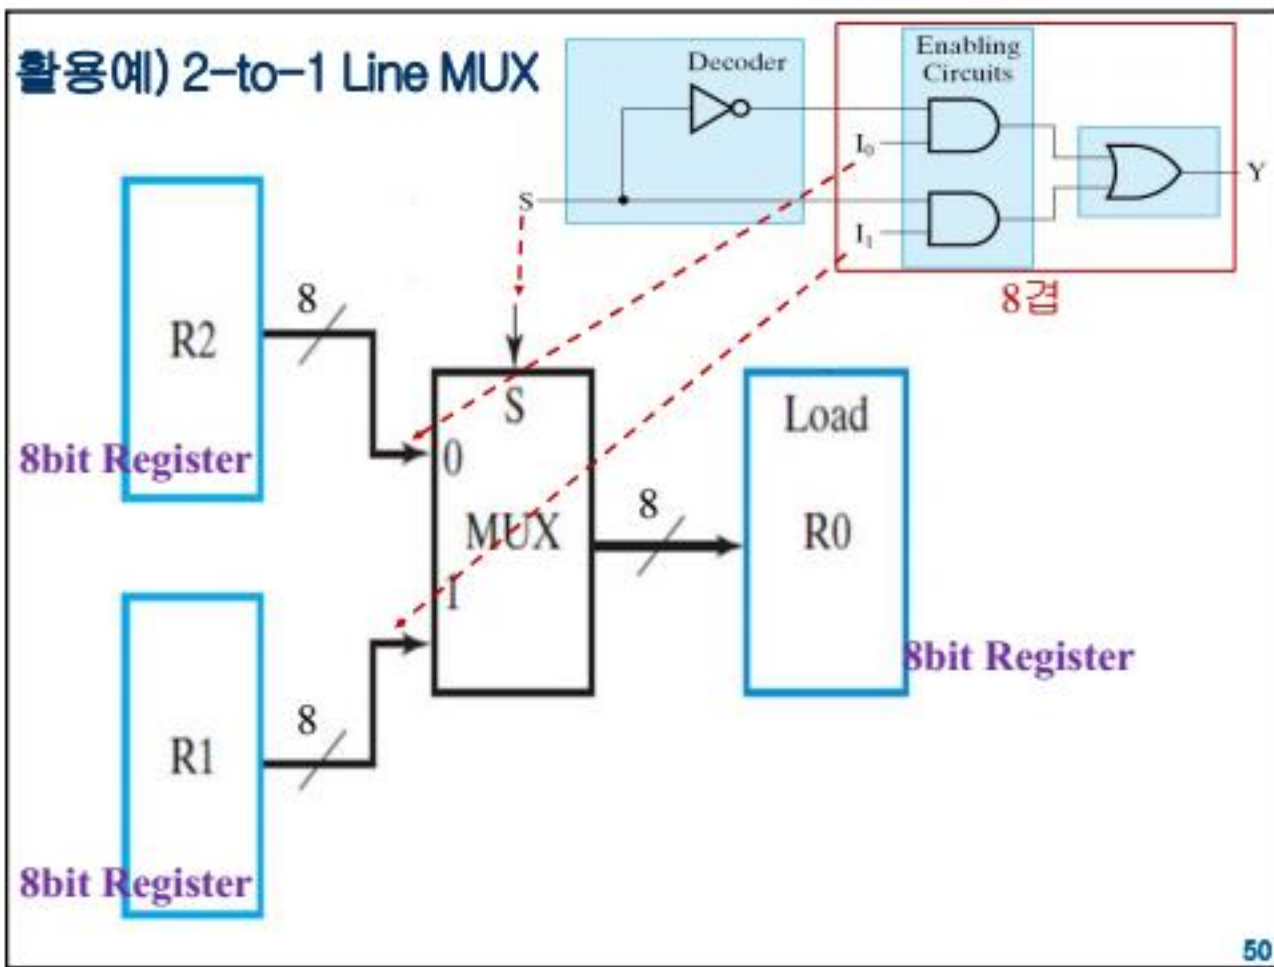 활용예) 2-to-1 Line MUX
Decoder
Enabling
Circuits
I0
S
I1
Y
8겹
8
R2
8bit Register
S
0
MUX
1
8
Load
R0
8bit Register
8
R1
8bit Register
50